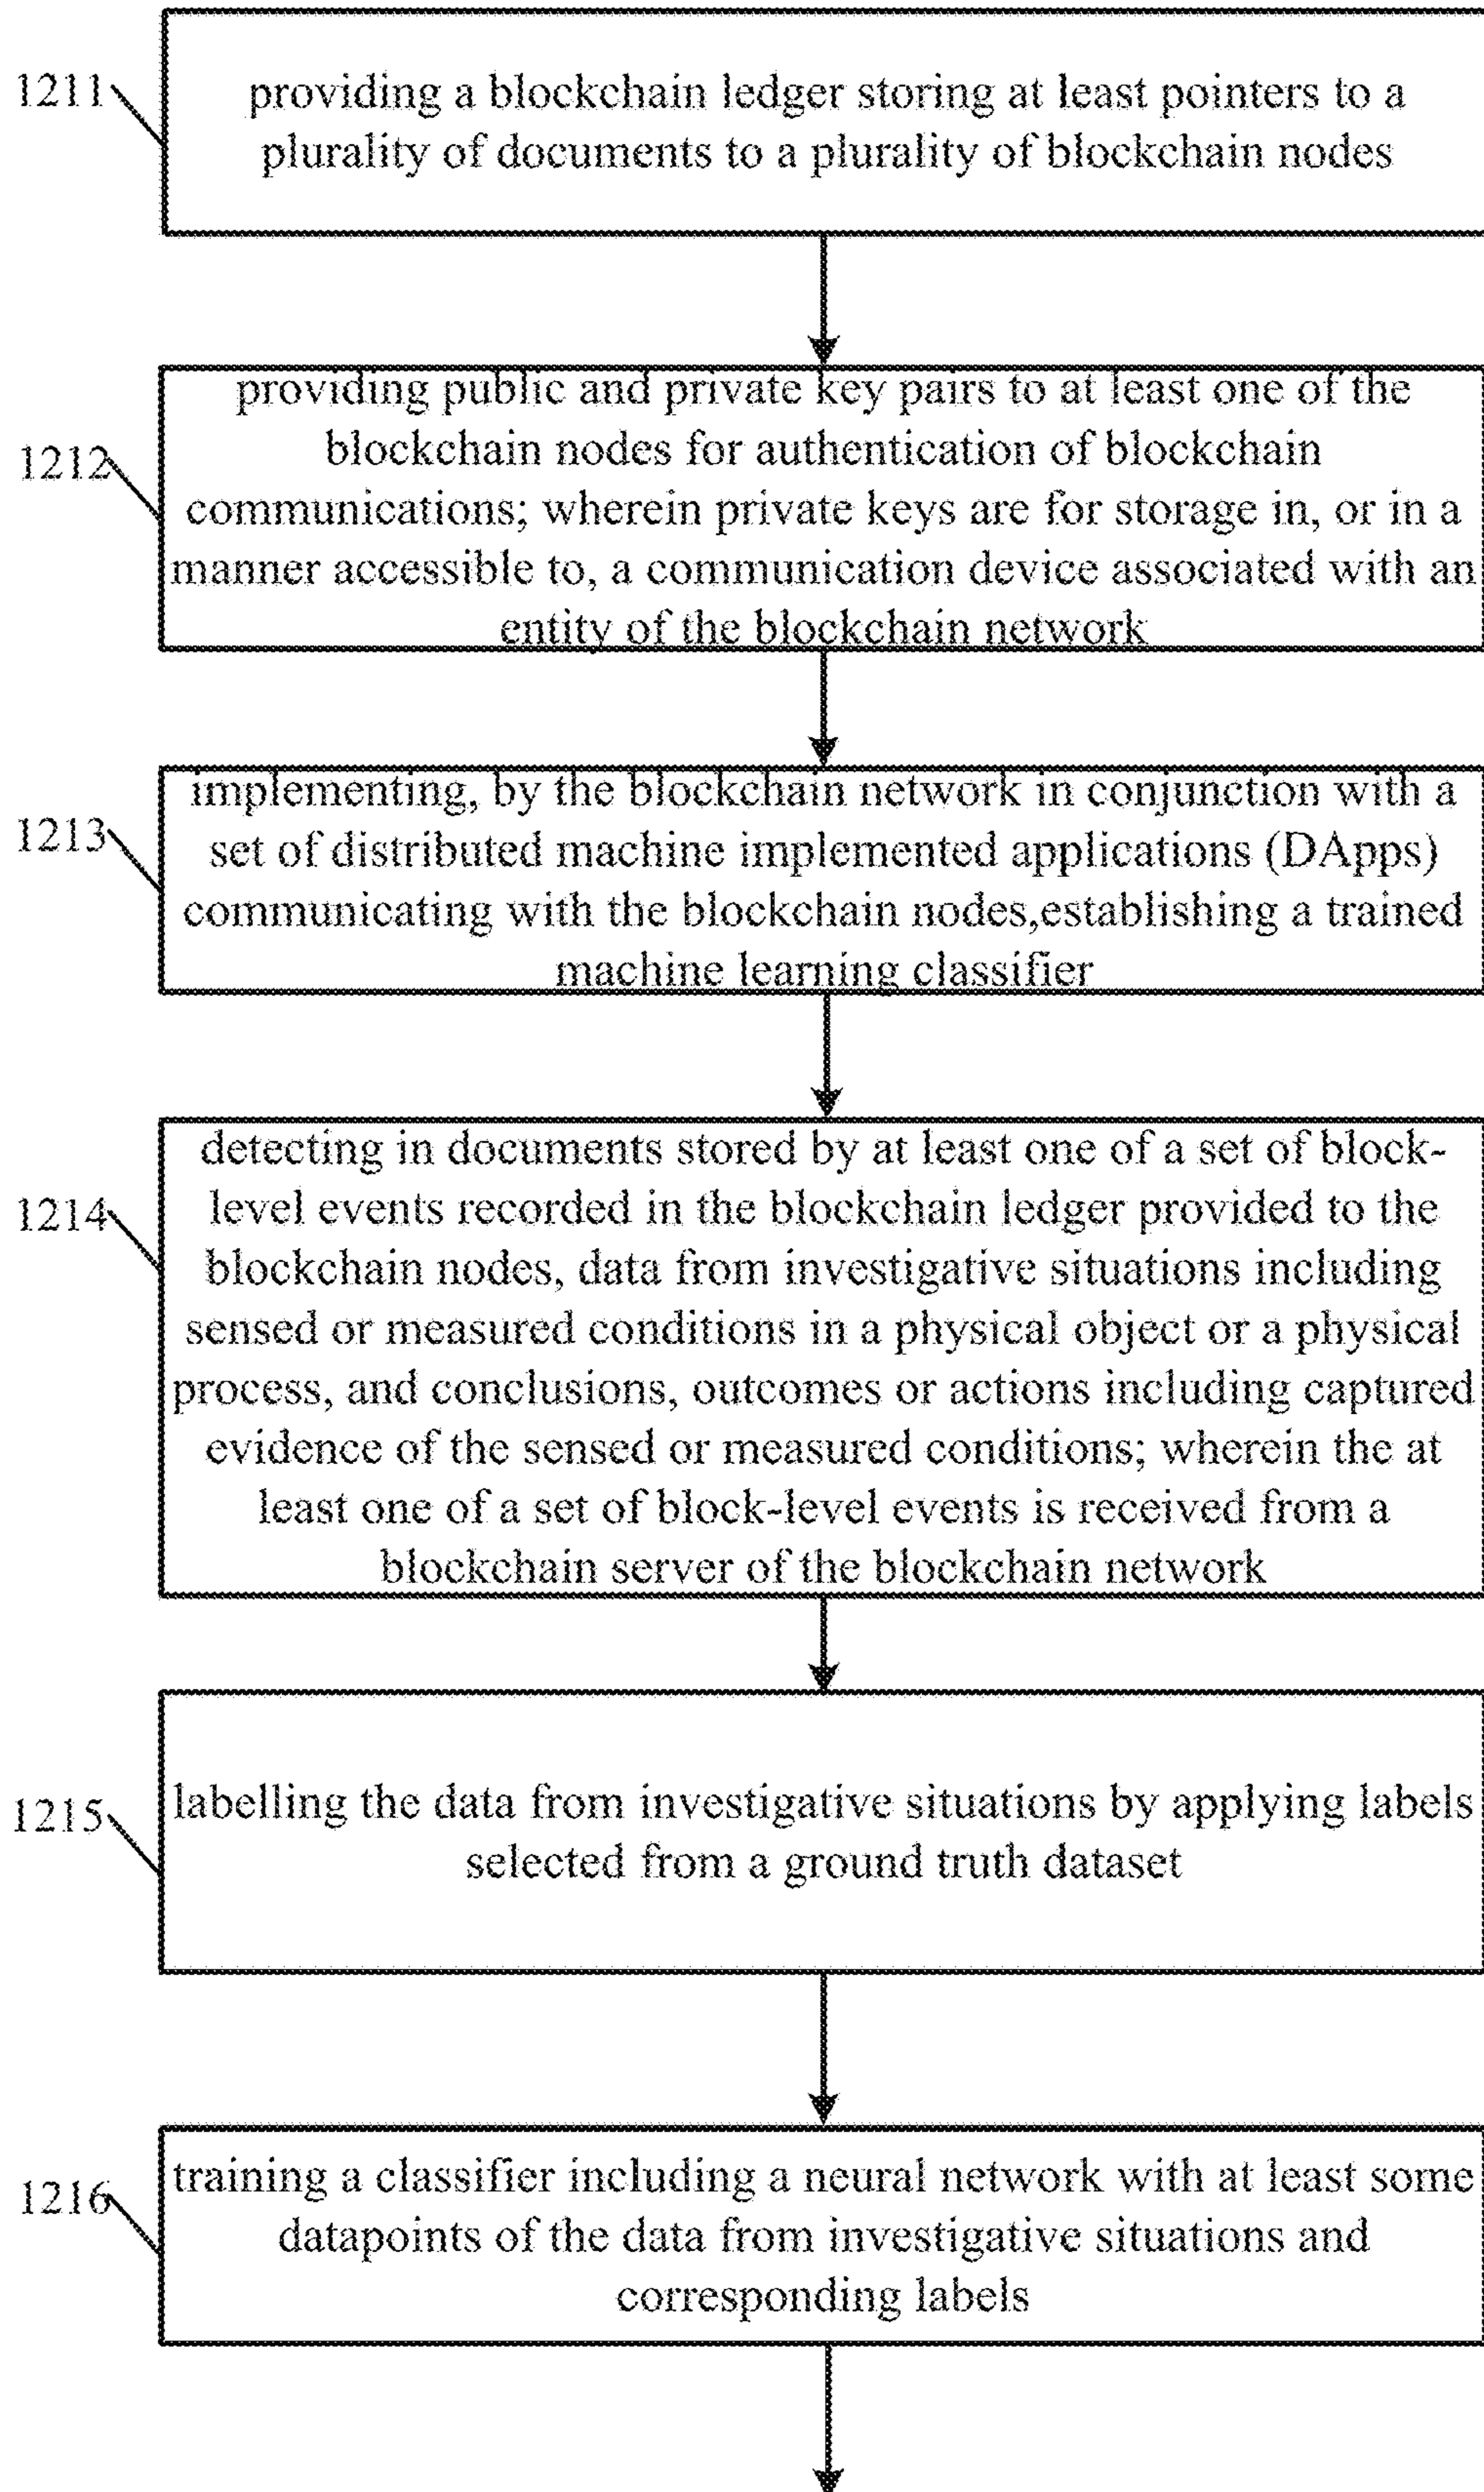 1211
providing a blockchain ledger storing at least pointers to a
plurality of documents to a plurality of blockchain nodes
1212
providing public and private key pairs to at least one of the
blockchain nodes for authentication of blockchain
communications; wherein private keys are for storage in, or in a
manner accessible to, a communication device associated with an
entity of the blockchain network
1213
implementing, by the blockchain network in conjunction with a
set of distributed machine implemented applications (DApps)
communicating with the blockchain nodes,establishing a trained
machine learning classifier
1214
detecting in documents stored by at least one of a set of block-
level events recorded in the blockchain ledger provided to the
blockchain nodes, data from investigative situations including
sensed or measured conditions in a physical object or a physical
process, and conclusions, outcomes or actions including captured
evidence of the sensed or measured conditions; wherein the at
least one of a set of block-level events is received from a
blockchain server of the blockchain network
1215
labelling the data from investigative situations by applying labels
selected from a ground truth dataset
1216
training a classifier including a neural network with at least some
datapoints of the data from investigative situations and
corresponding labels